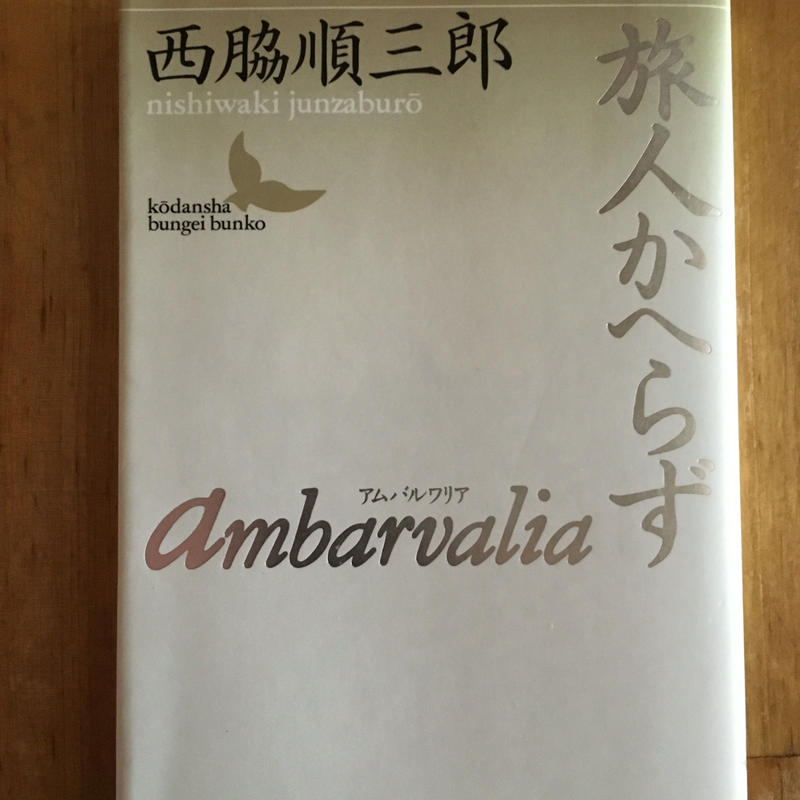 西脇順三郎
nishiwaki junzaburō
kōdansha
bungei bunko
旅人かへらず
アムバルワリア
ambarvalia